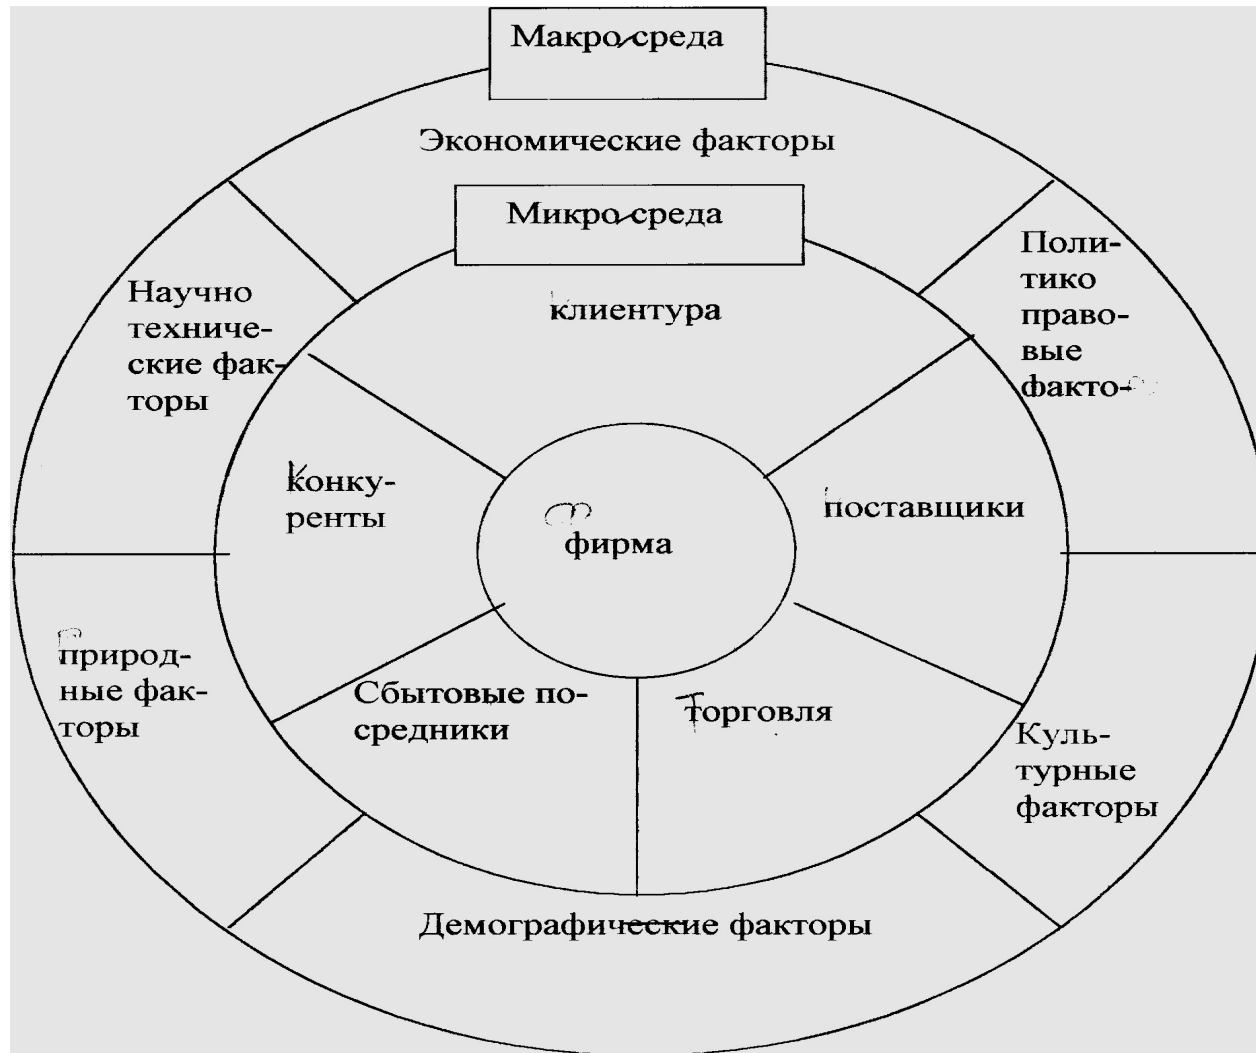 Макро-среда
Экономические факторы
Микро-среда
Поли-
тико
право-
вые
факто-
Научно
техниче-
ские фак-
торы
клиентура
Конку-
ренты
фирма
поставщики
природ-
ные фак-
торы
Сбытовые по-
средники
Торговля
Куль-
турные
факторы
Демографические факторы